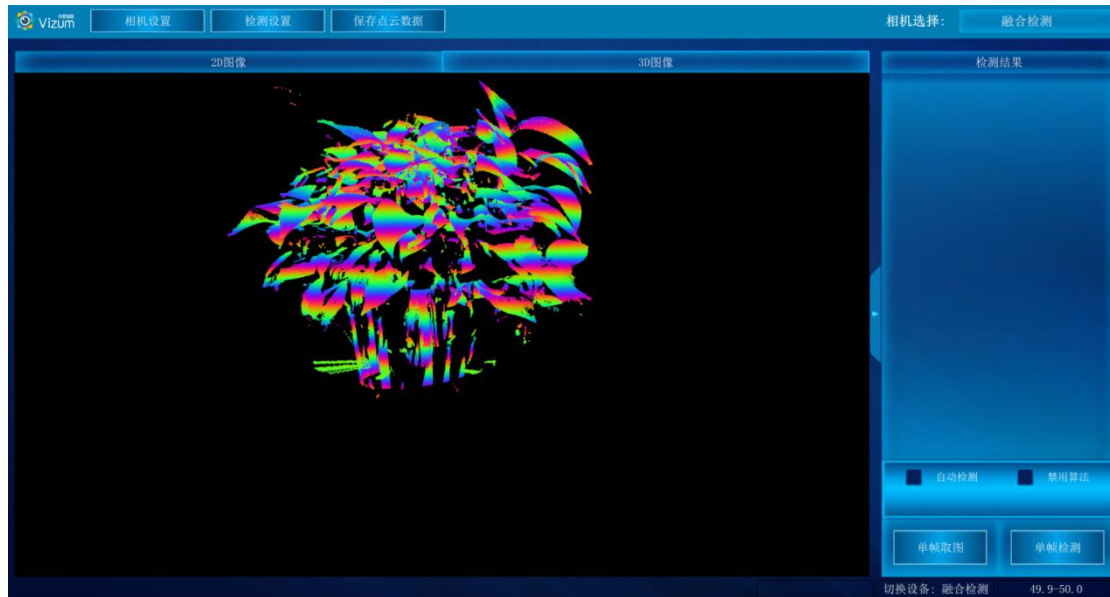 Vizum
相机设置
检测设置
保存点云数据
相机选择:
融合检测
2D图像
3D图像
检测结果
自动检测
禁用算法
单帧取图
单帧检测
切换设备: 融合检测
49.9-50.0